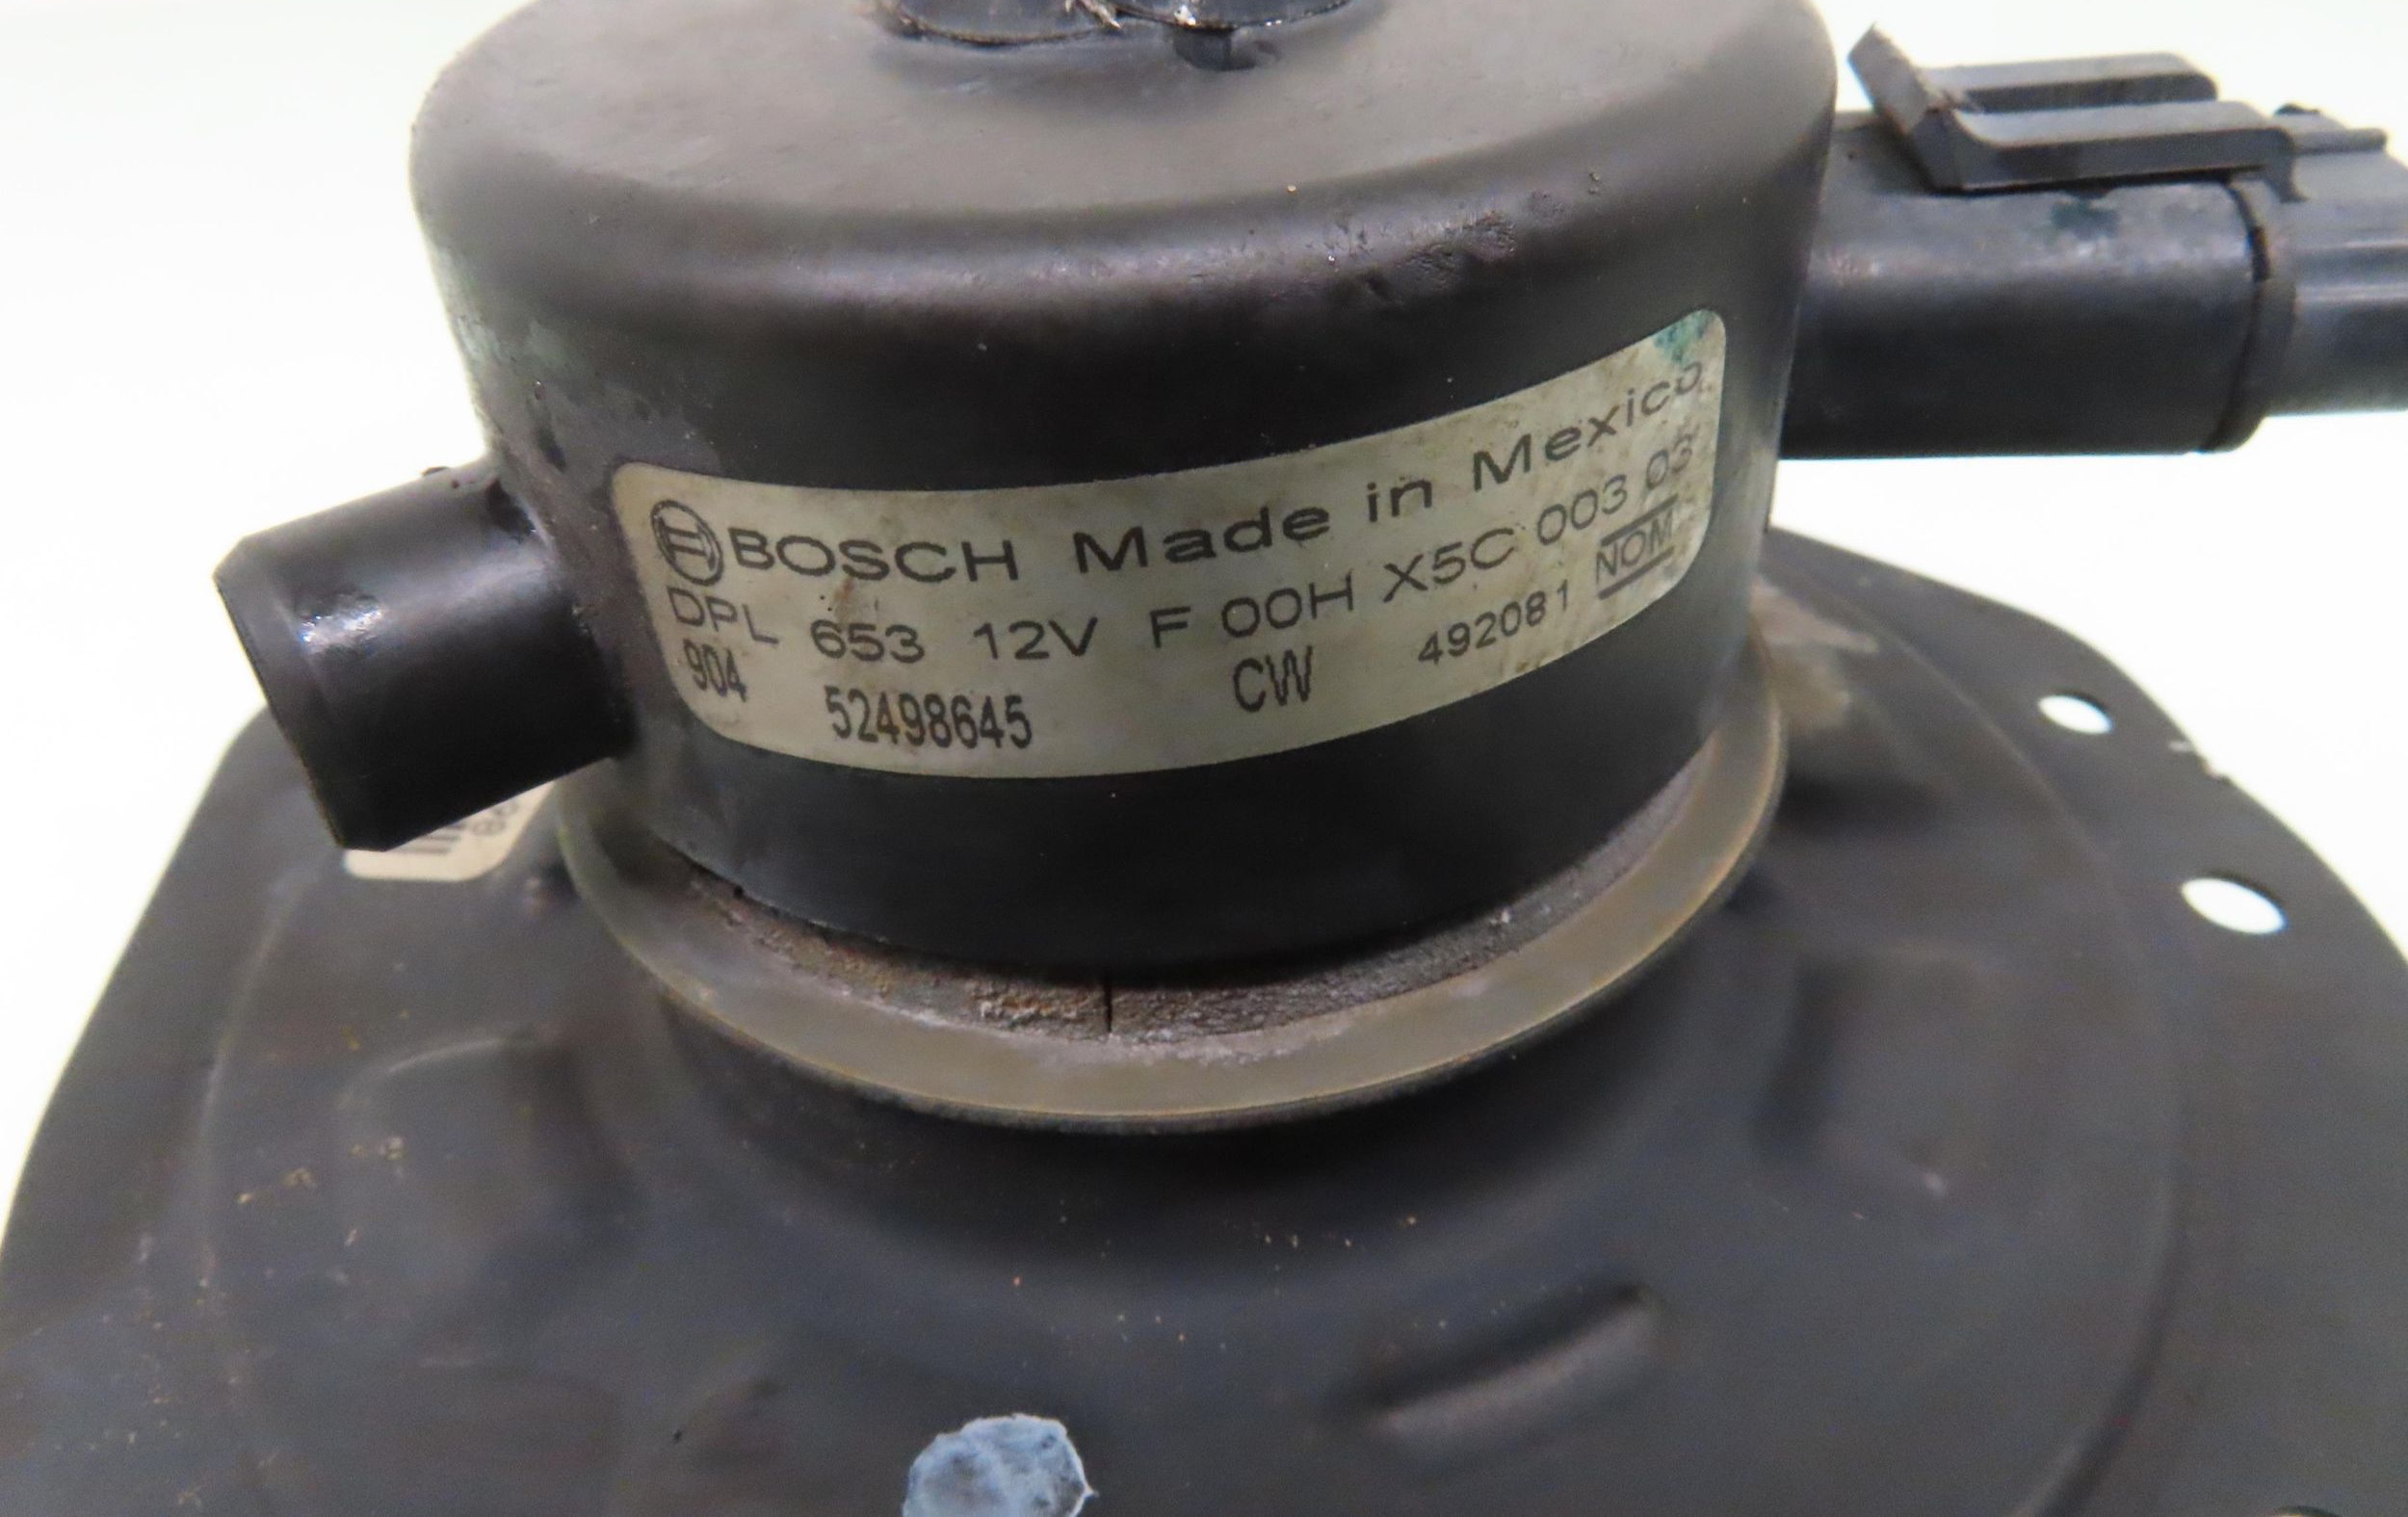 BOSCH Made in Mexico
DPL 653 12V F 00H X5C 003 03
904 52498645 CW 492081 NOM